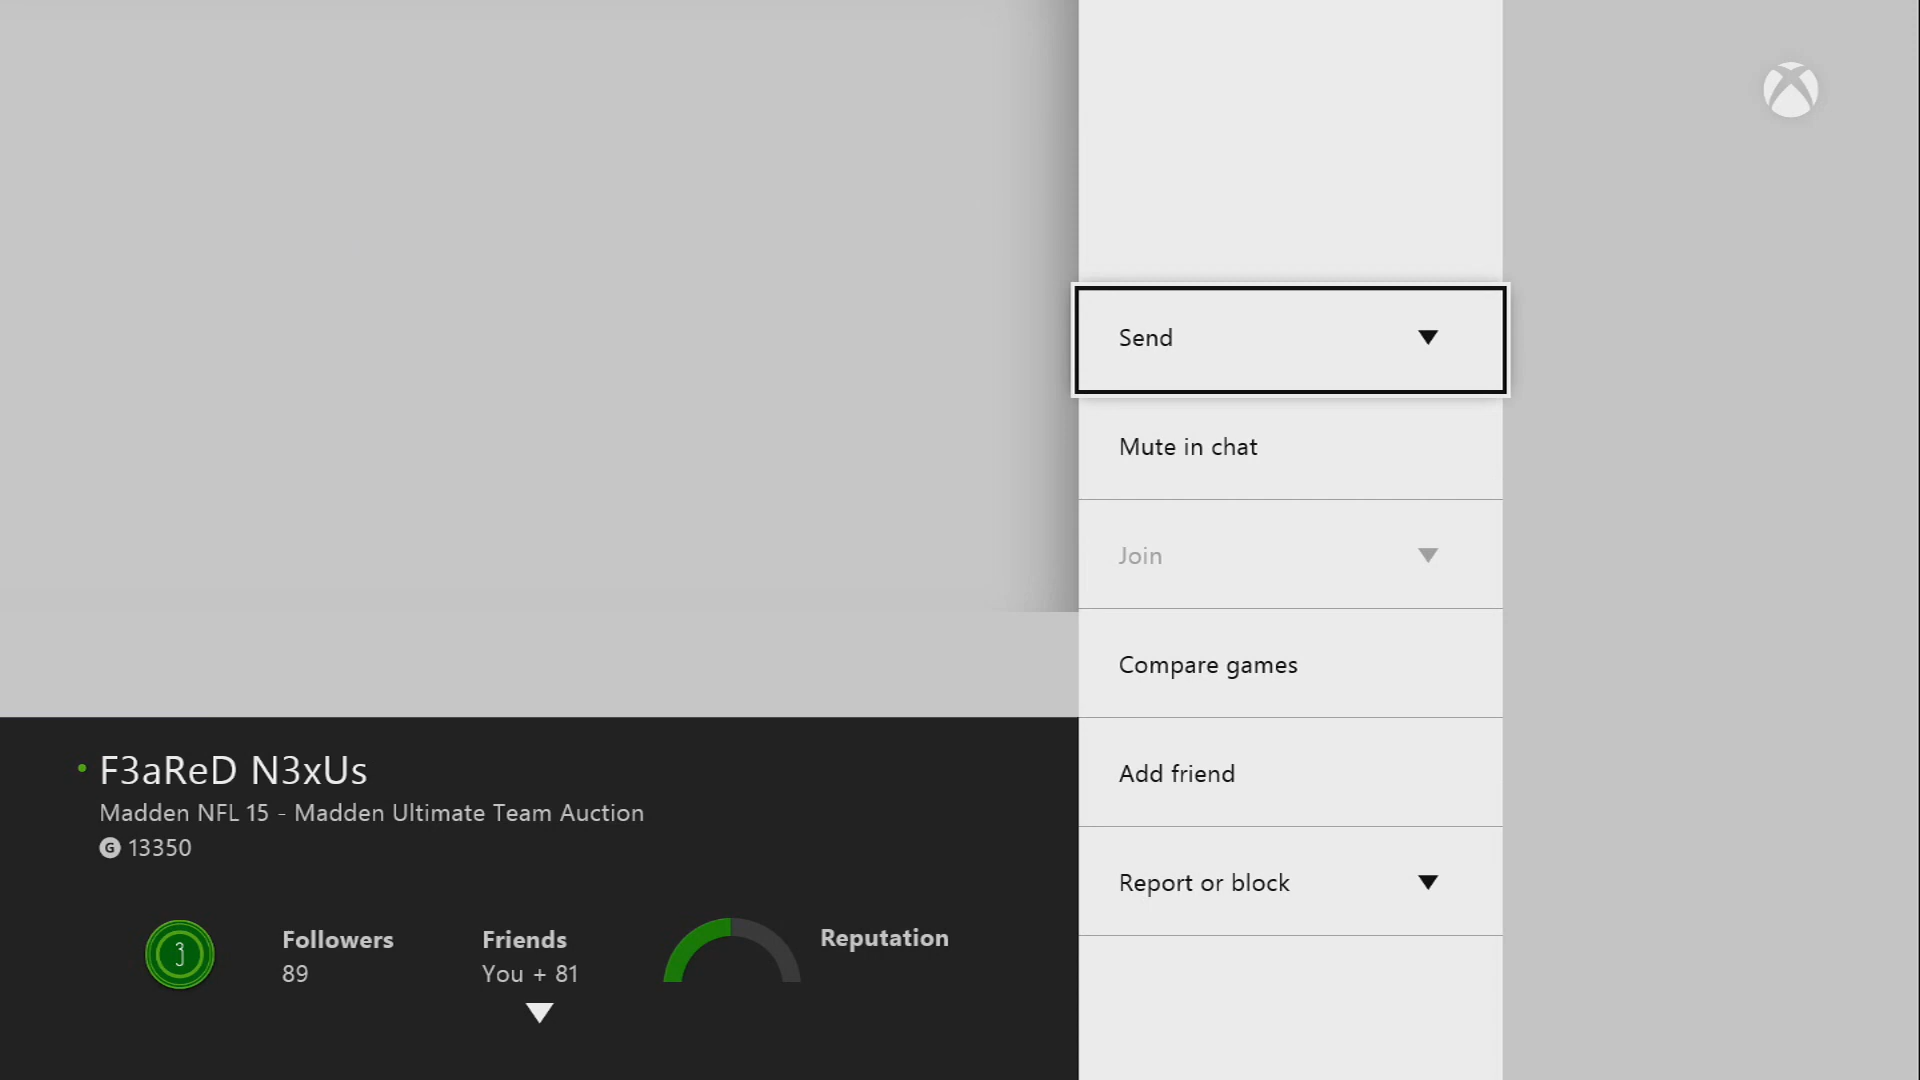 Send
Mute in chat
Join
Compare games
Add friend
Report or block
F3aReD N3xUs
Madden NFL 15 - Madden Ultimate Team Auction
G 13350
3
Followers
89
Friends
You + 81
Reputation